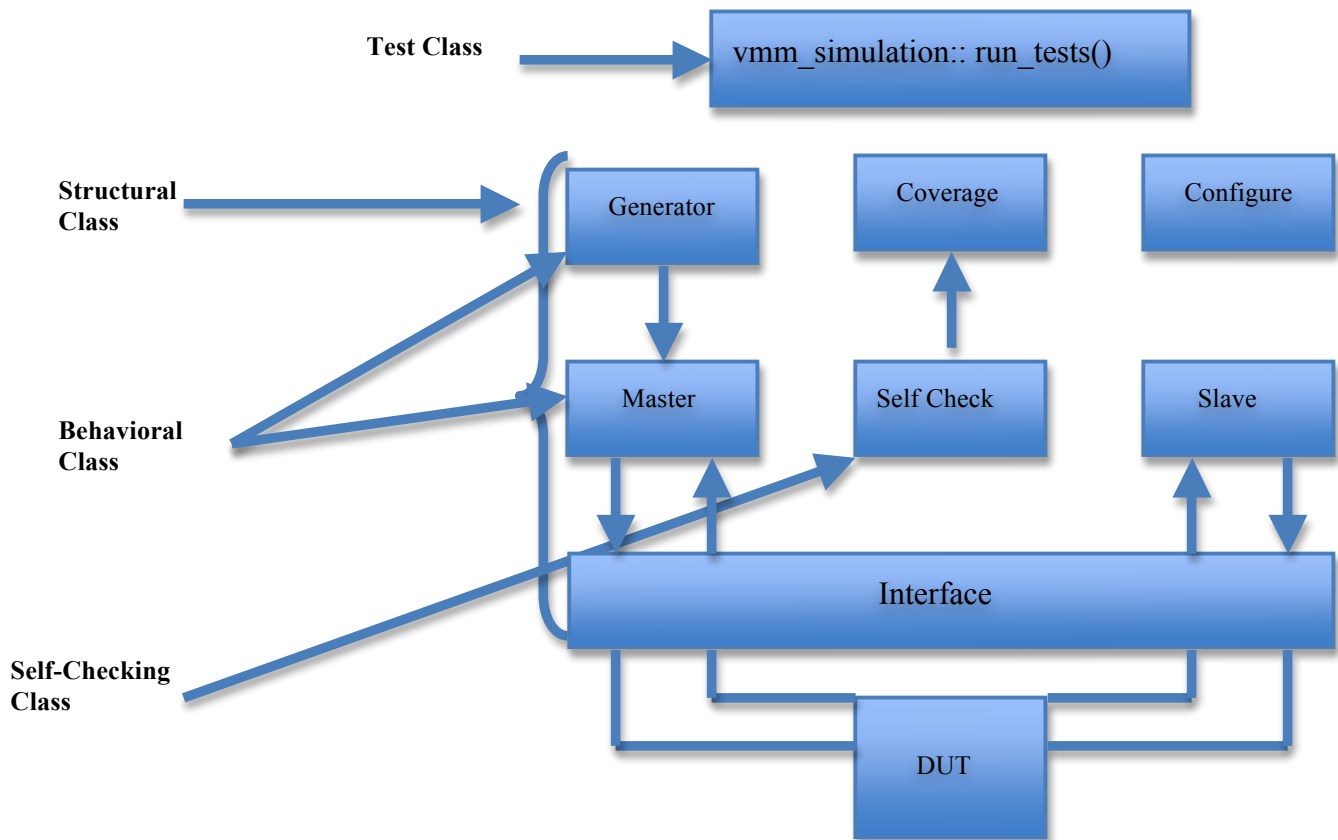 Test Class
vmm_simulation:: run_tests()
Structural
Class
Generator
Coverage
Configure
Behavioral
Class
Master
Self Check
Slave
Interface
Self-Checking
Class
DUT